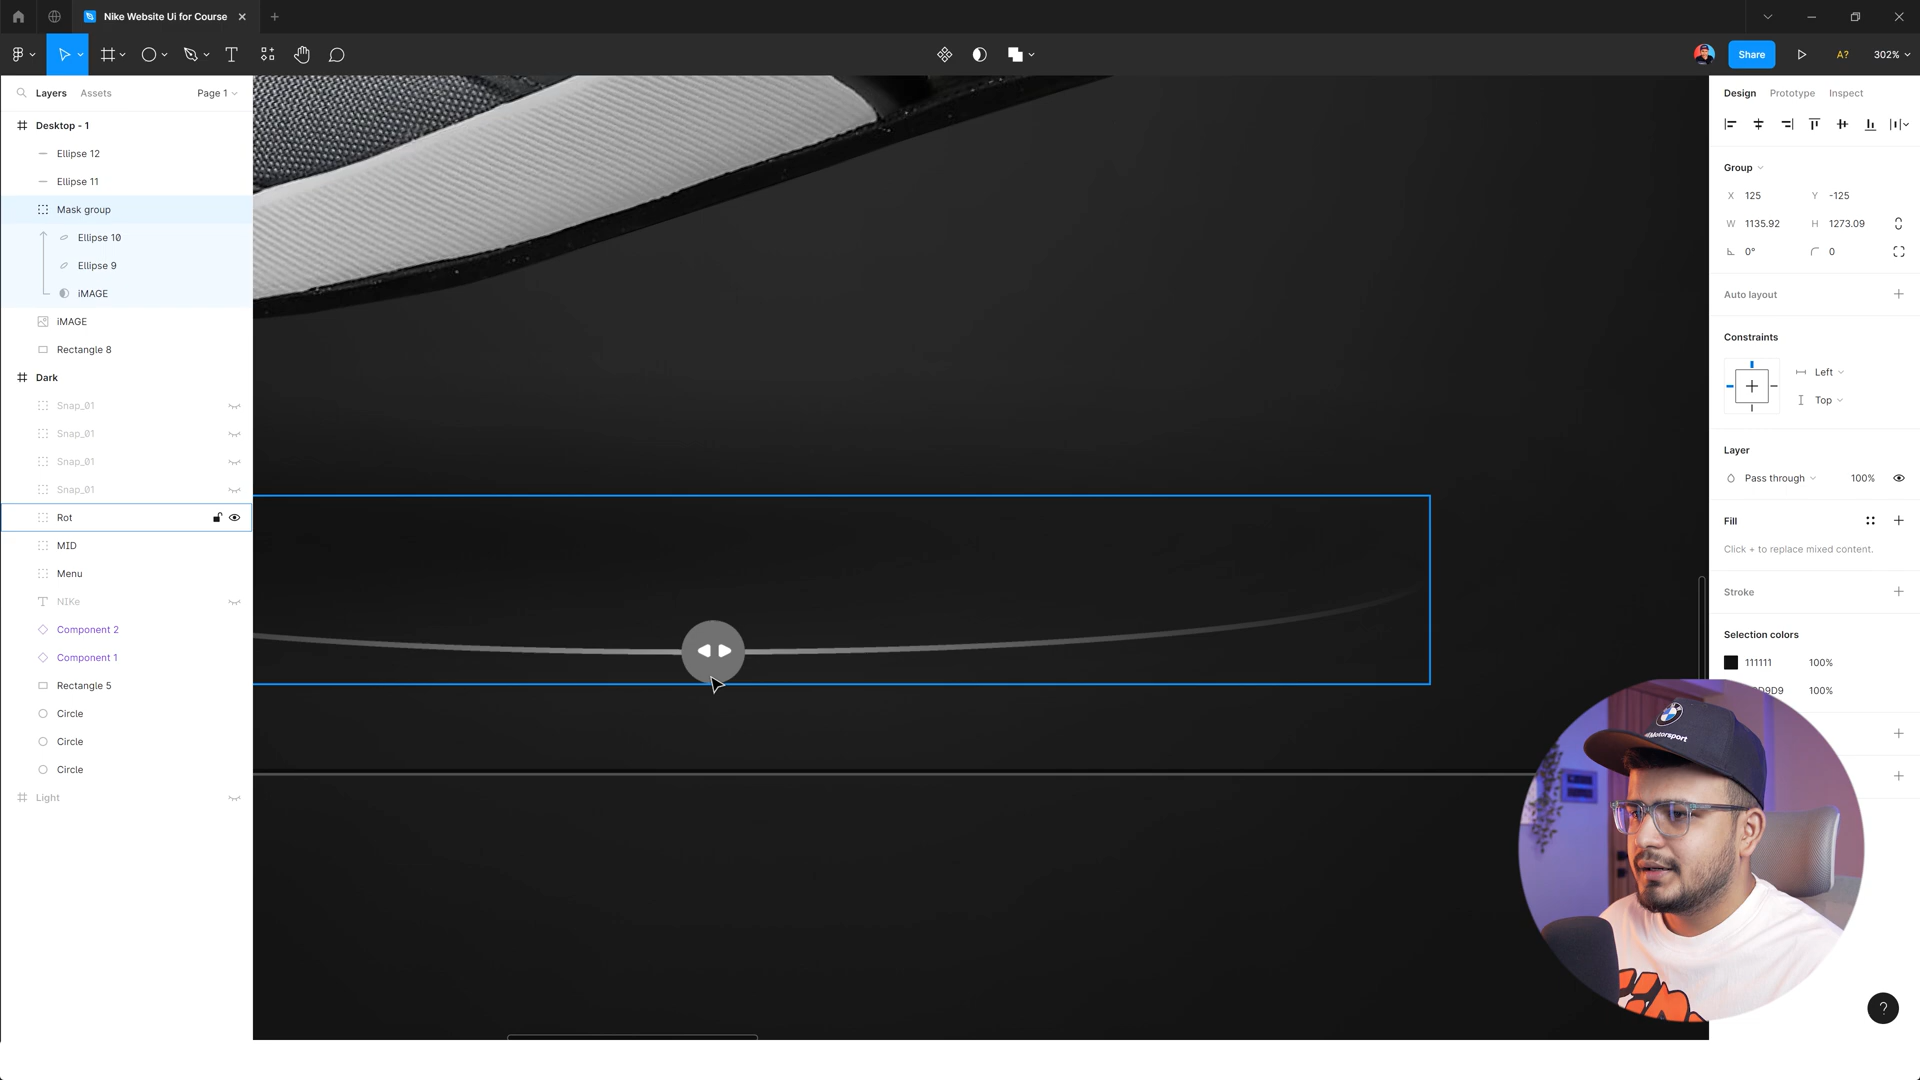 Nike Website Ui for Course
Share
A?
302%
Layers
Assets
Page 1
Design
Prototype
Inspect
Desktop - 1
Ellipse 12
Ellipse 11
Mask group
Ellipse 10
Ellipse 9
iMAGE
iMAGE
Rectangle 8
Dark
Snap_01
Snap_01
Snap_01
Snap_01
Rot
MID
Menu
NIKe
Component 2
Component 1
Rectangle 5
Circle
Circle
Circle
Light
Group
X 125 Y -125
W 1135.92 H 1273.09
0° 0
Auto layout
Constraints
Left
Top
Layer
Pass through 100%
Fill
Click + to replace mixed content.
Stroke
Selection colors
111111 100%
D9D9 100%
Motorsport
?